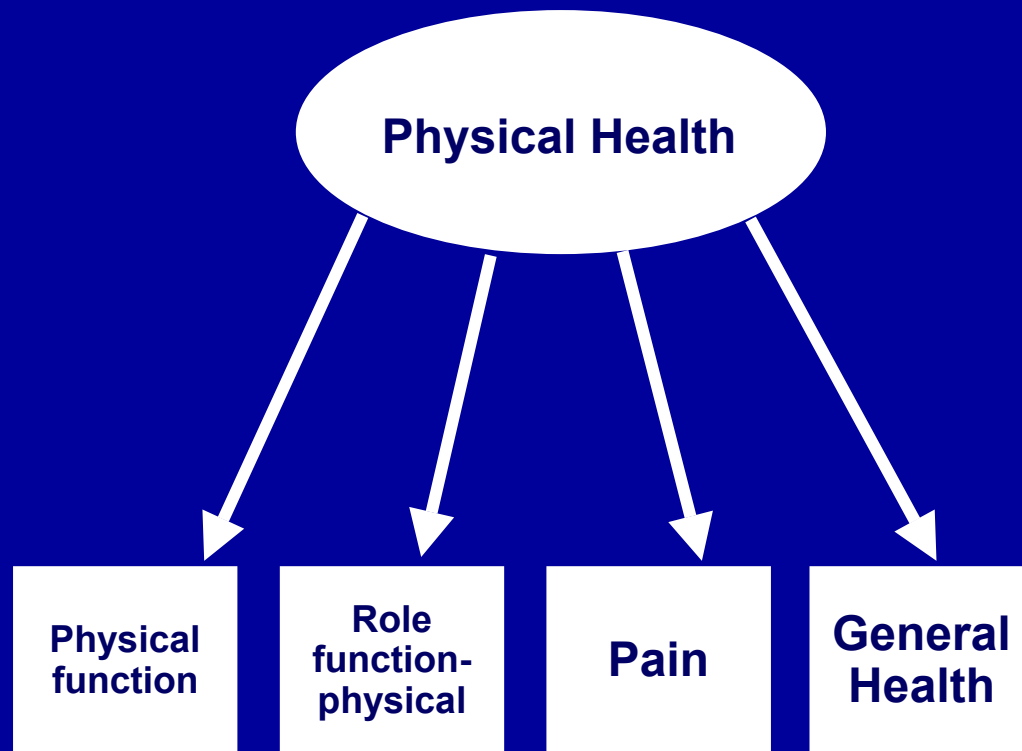 Physical Health
Physical
function
Role
function-
physical
Pain
General
Health